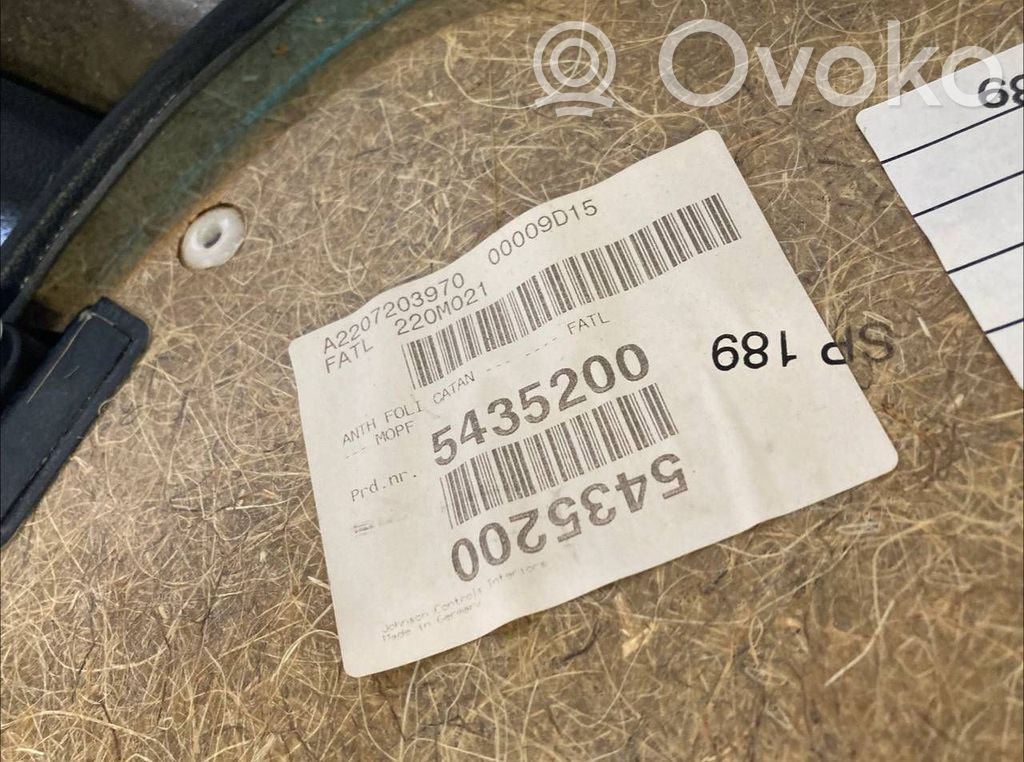 Ovoko
89
A2207203970 00009D15
FATL 220M021
ANTH FOLI CATAN --- ------ FATL
--- MOPF
Prd.nr. 5435200
5435200
SP 189
Johnson Controls Interiors
Made in Germany